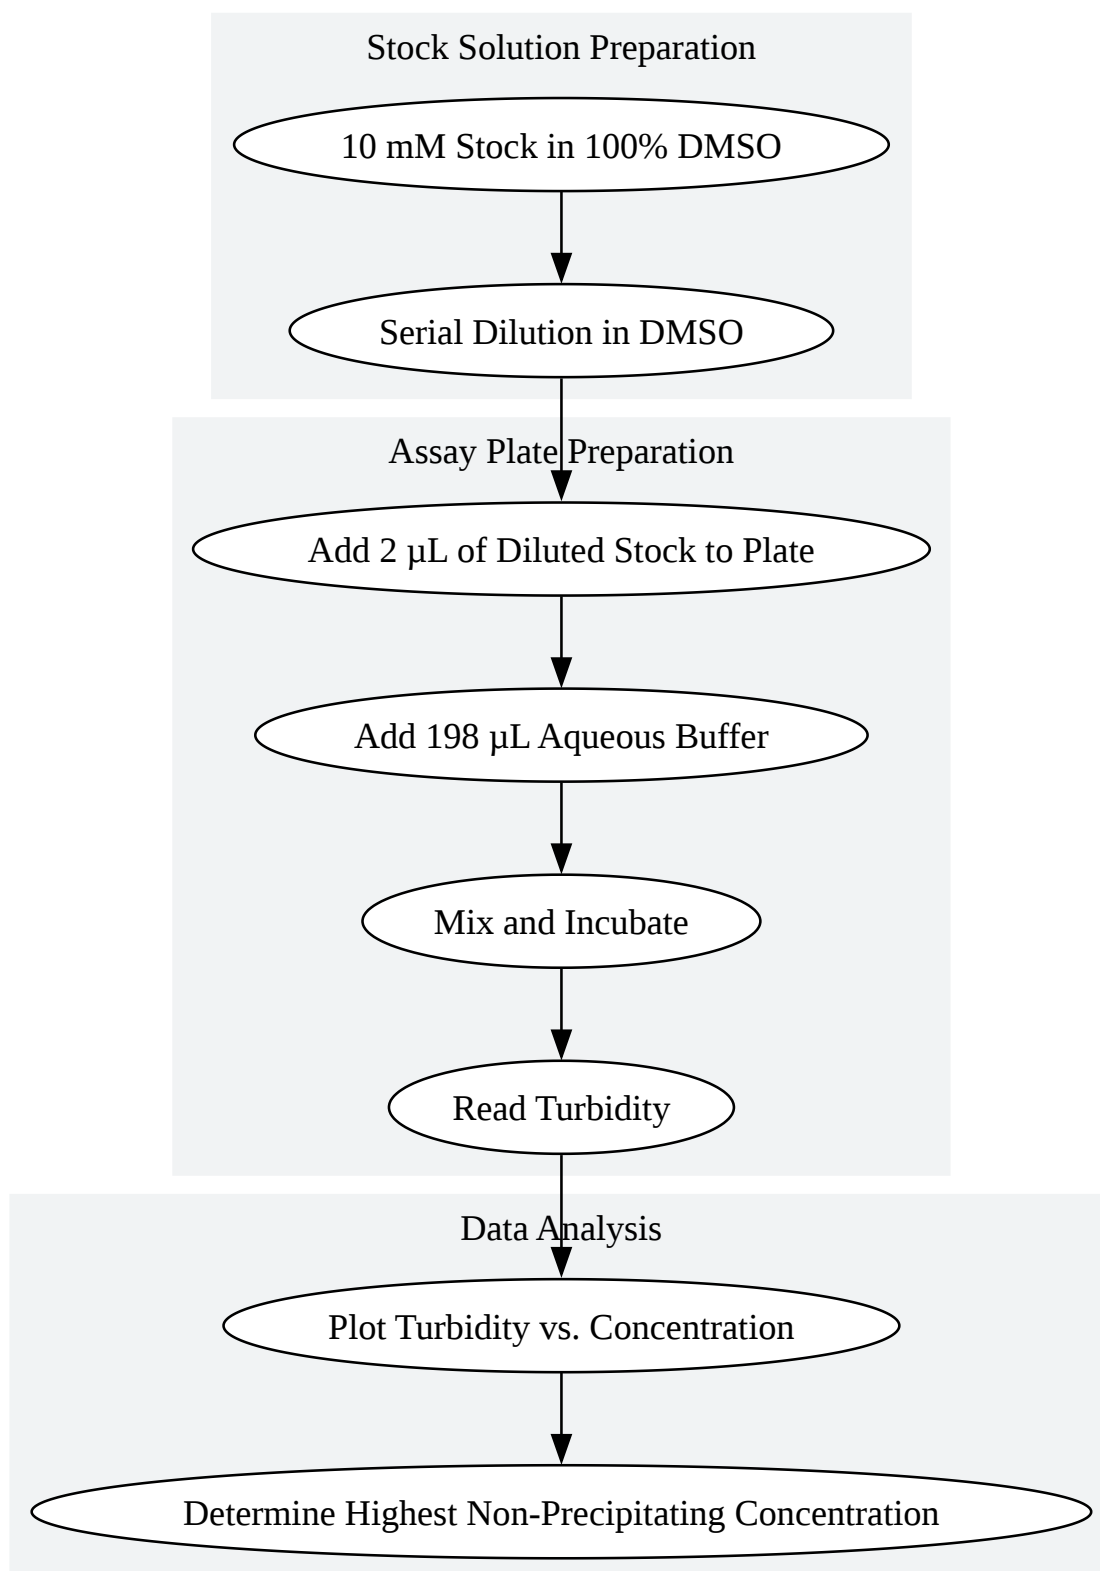 Stock Solution Preparation
10 mM Stock in 100% DMSO
Serial Dilution in DMSO
Assay Plate Preparation
Add 2 µL of Diluted Stock to Plate
Add 198 µL Aqueous Buffer
Mix and Incubate
Read Turbidity
Data Analysis
Plot Turbidity vs. Concentration
Determine Highest Non-Precipitating Concentration